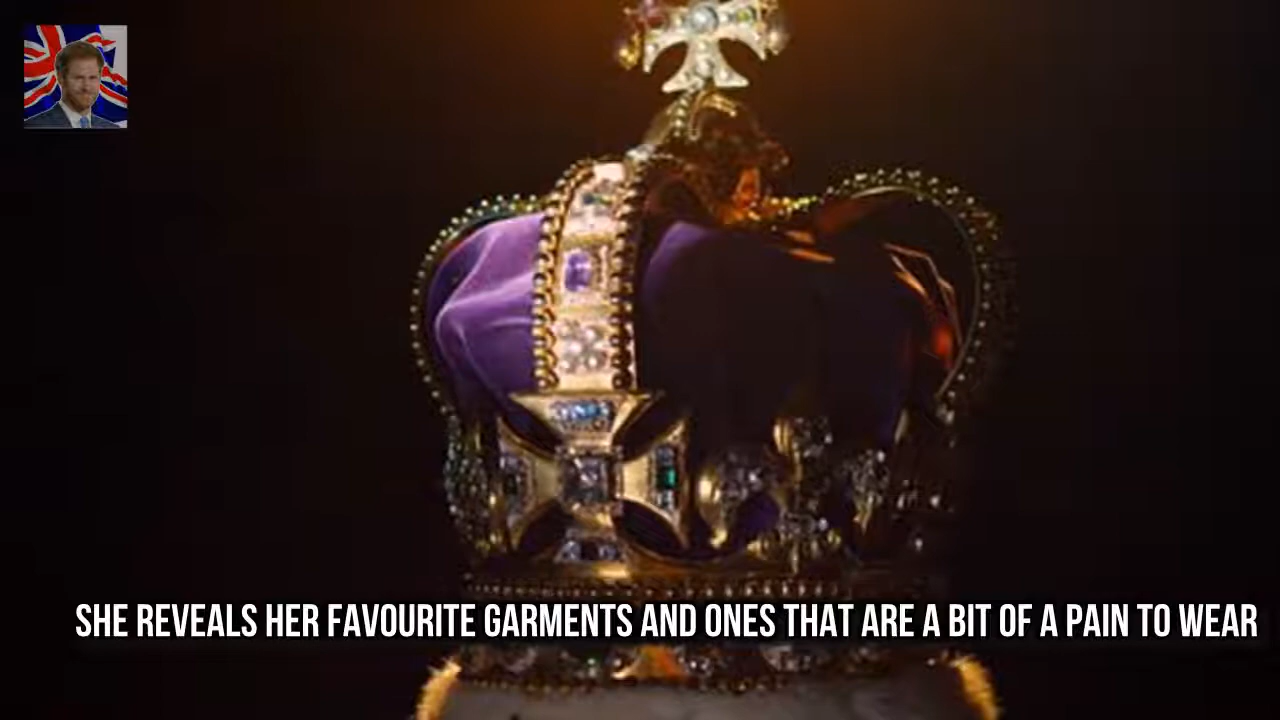 SHE REVEALS HER FAVOURITE GARMENTS AND ONES THAT ARE A BIT OF A PAIN TO WEAR